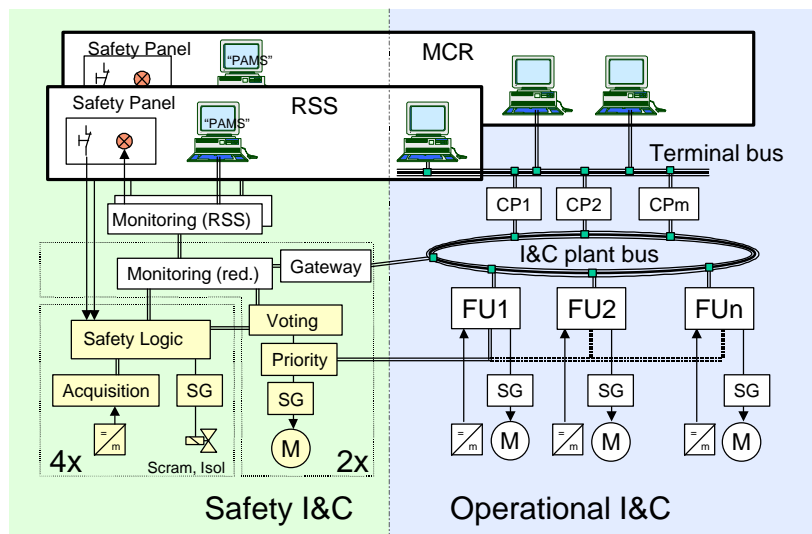 Safety Panel
"PAMS"
MCR
Safety Panel
RSS
"PAMS"
Terminal bus
CP1
CP2
CPm
Monitoring (RSS)
I&C plant bus
Monitoring (red.)
Gateway
FU1
FU2
FUn
Voting
Safety Logic
Priority
Acquisition
SG
SG
SG
SG
SG
=
m
M
=
m
M
=
m
M
=
m
M
4x
Scram, Isol
2x
Safety I&C
Operational I&C